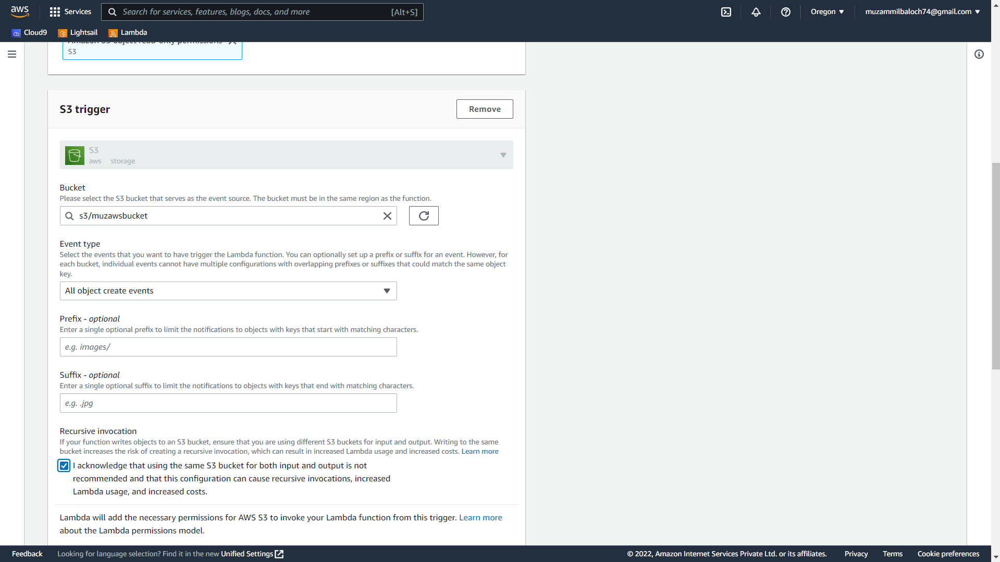 aws
Services
Search for services, features, blogs, docs, and more
[Alt+S]
Oregon
muzammilbaloch74@gmail.com
Cloud9
Lightsail
Lambda
Amazon S3 object read-only permissions
S3
S3 trigger
Remove
S3
aws storage
Bucket
Please select the S3 bucket that serves as the event source. The bucket must be in the same region as the function.
s3/muzawsbucket
Event type
Select the events that you want to have trigger the Lambda function. You can optionally set up a prefix or suffix for an event. However, for
each bucket, individual events cannot have multiple configurations with overlapping prefixes or suffixes that could match the same object
key.
All object create events
Prefix - optional
Enter a single optional prefix to limit the notifications to objects with keys that start with matching characters.
e.g. images/
Suffix - optional
Enter a single optional suffix to limit the notifications to objects with keys that end with matching characters.
e.g. .jpg
Recursive invocation
If your function writes objects to an S3 bucket, ensure that you are using different S3 buckets for input and output. Writing to the same
bucket increases the risk of creating a recursive invocation, which can result in increased Lambda usage and increased costs. Learn more
I acknowledge that using the same S3 bucket for both input and output is not
recommended and that this configuration can cause recursive invocations, increased
Lambda usage, and increased costs.
Lambda will add the necessary permissions for AWS S3 to invoke your Lambda function from this trigger. Learn more
about the Lambda permissions model.
Feedback
Looking for language selection? Find it in the new Unified Settings
© 2022, Amazon Internet Services Private Ltd. or its affiliates.
Privacy
Terms
Cookie preferences